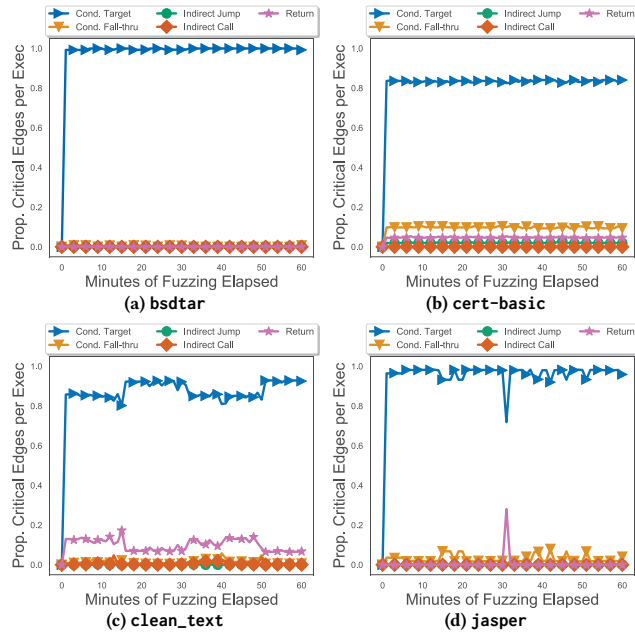 Cond. Target Indirect Jump Return
Cond. Fall-thru Indirect Call
Prop. Critical Edges per Exec
1.0
0.8
0.6
0.4
0.2
0.0
0 10 20 30 40 50 60
Minutes of Fuzzing Elapsed
(a) bsdtar
Cond. Target Indirect Jump Return
Cond. Fall-thru Indirect Call
Prop. Critical Edges per Exec
1.0
0.8
0.6
0.4
0.2
0.0
0 10 20 30 40 50 60
Minutes of Fuzzing Elapsed
(b) cert-basic
Cond. Target Indirect Jump Return
Cond. Fall-thru Indirect Call
Prop. Critical Edges per Exec
1.0
0.8
0.6
0.4
0.2
0.0
0 10 20 30 40 50 60
Minutes of Fuzzing Elapsed
(c) clean_text
Cond. Target Indirect Jump Return
Cond. Fall-thru Indirect Call
Prop. Critical Edges per Exec
1.0
0.8
0.6
0.4
0.2
0.0
0 10 20 30 40 50 60
Minutes of Fuzzing Elapsed
(d) jasper